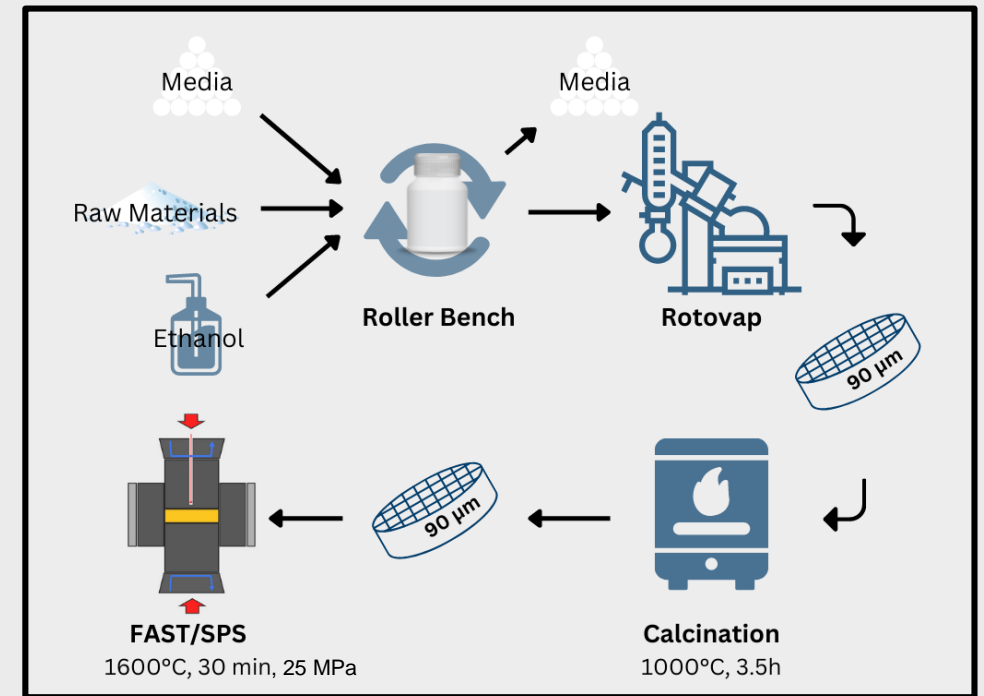 Media
Media
Raw Materials
Ethanol
Roller Bench
Rotovap
90 µm
90 µm
FAST/SPS
1600°C, 30 min, 25 MPa
Calcination
1000°C, 3.5h